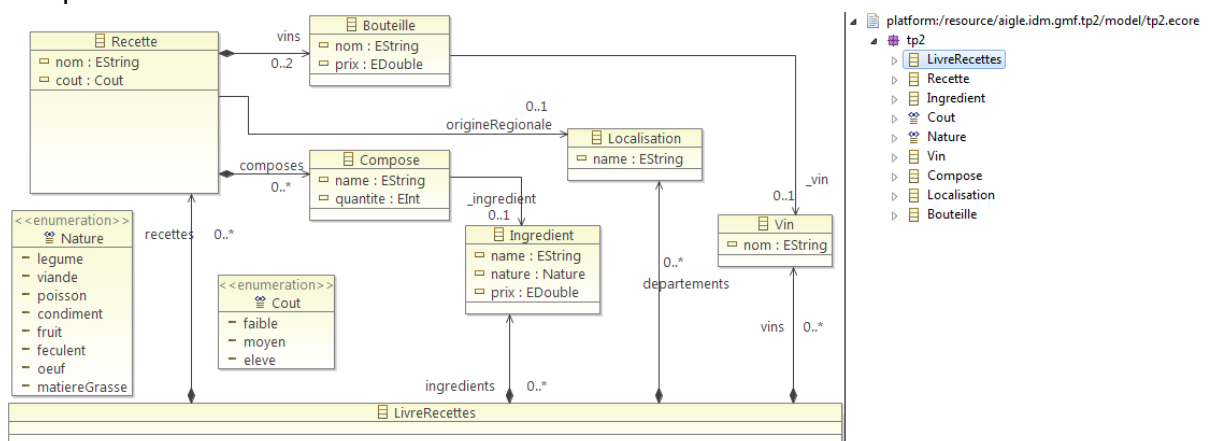 Recette
nom : EString
cout : Cout
vins
0..2
Bouteille
nom : EString
prix : EDouble
0..1
origineRegionale
Localisation
name : EString
composes
0..*
Compose
name : EString
quantite : EInt
_ingredient
0..1
_vin
0..1
Vin
nom : EString
<<enumeration>>
Nature
legume
viande
poisson
condiment
fruit
feculent
oeuf
matiereGrasse
recettes 0..*
<<enumeration>>
Cout
faible
moyen
eleve
Ingredient
name : EString
nature : Nature
prix : EDouble
0..*
departements
vins 0..*
ingredients 0..*
LivreRecettes
platform:/resource/aigle.idm.gmf.tp2/model/tp2.ecore
tp2
LivreRecettes
Recette
Ingredient
Cout
Nature
Vin
Compose
Localisation
Bouteille